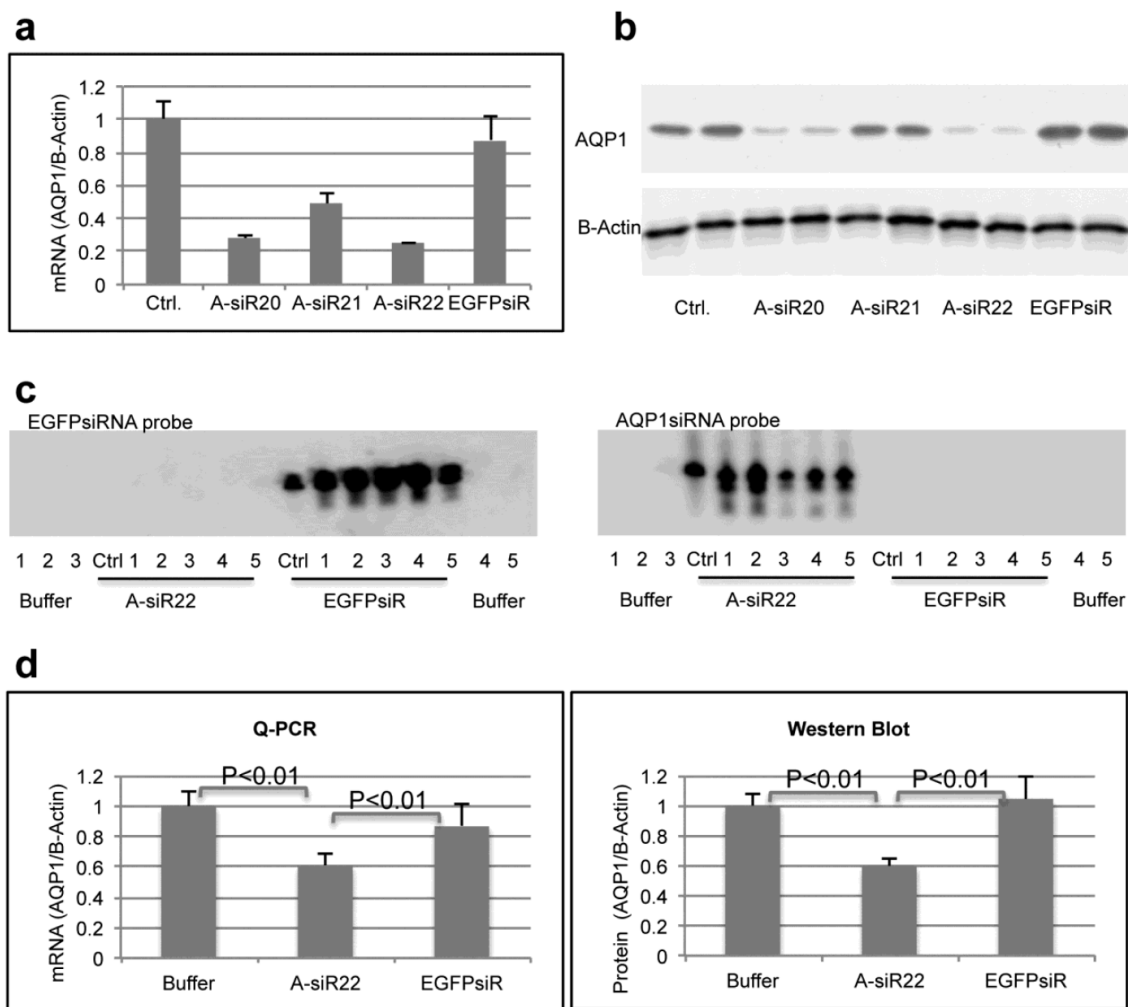 a
mRNA (AQP1/B-Actin)
1.2
1
0.8
0.6
0.4
0.2
0
Ctrl. A-siR20 A-siR21 A-siR22 EGFPsiR
b
AQP1
B-Actin
Ctrl. A-siR20 A-siR21 A-siR22 EGFPsiR
c
EGFPsiRNA probe
1 2 3 Ctrl 1 2 3 4 5 Ctrl 1 2 3 4 5 4 5
Buffer A-siR22 EGFPsiR Buffer
AQP1siRNA probe
1 2 3 Ctrl 1 2 3 4 5 Ctrl 1 2 3 4 5 4 5
Buffer A-siR22 EGFPsiR Buffer
d
Q-PCR
P<0.01
P<0.01
mRNA (AQP1/B-Actin)
1.2
1
0.8
0.6
0.4
0.2
0
Buffer A-siR22 EGFPsiR
Western Blot
P<0.01 P<0.01
Protein (AQP1/B-Actin)
1.2
1
0.8
0.6
0.4
0.2
0
Buffer A-siR22 EGFPsiR